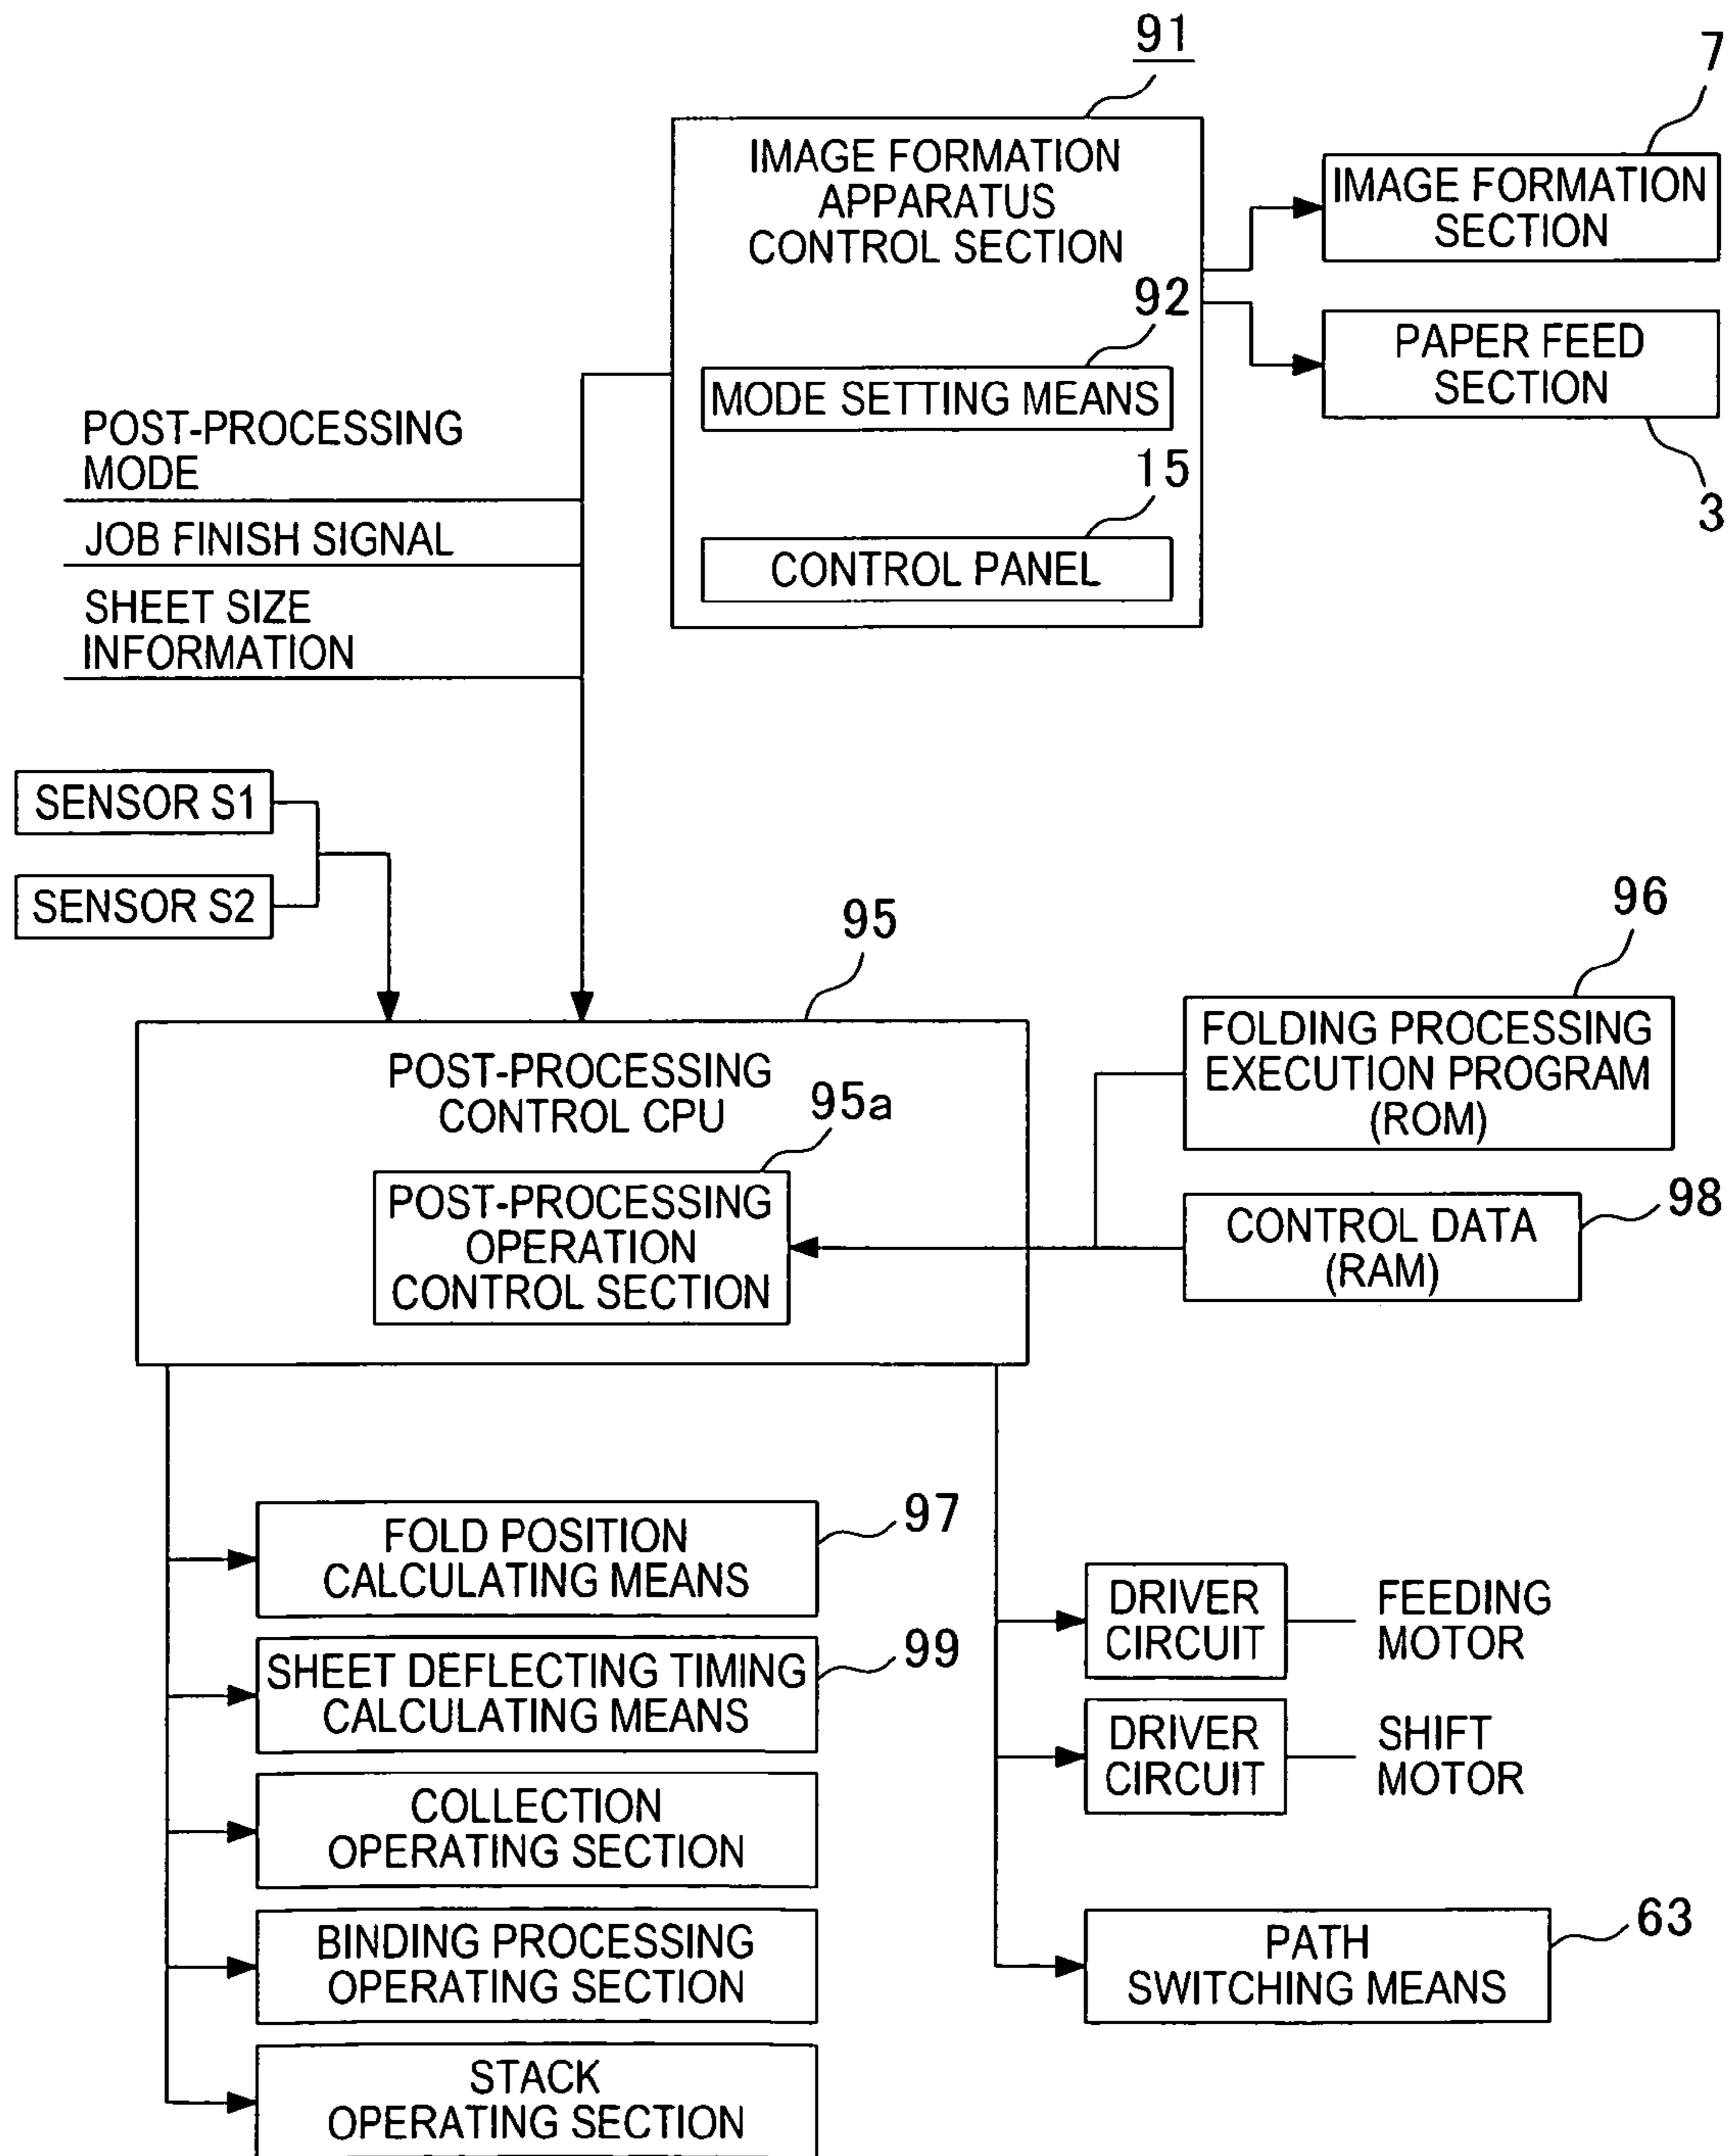 91
7
IMAGE FORMATION
APPARATUS
CONTROL SECTION
IMAGE FORMATION
SECTION
92
MODE SETTING MEANS
PAPER FEED
SECTION
3
15
CONTROL PANEL
POST-PROCESSING
MODE
JOB FINISH SIGNAL
SHEET SIZE
INFORMATION
SENSOR S1
SENSOR S2
95
POST-PROCESSING
CONTROL CPU
95a
POST-PROCESSING
OPERATION
CONTROL SECTION
96
FOLDING PROCESSING
EXECUTION PROGRAM
(ROM)
98
CONTROL DATA
(RAM)
97
FOLD POSITION
CALCULATING MEANS
99
SHEET DEFLECTING TIMING
CALCULATING MEANS
COLLECTION
OPERATING SECTION
BINDING PROCESSING
OPERATING SECTION
STACK
OPERATING SECTION
DRIVER
CIRCUIT
FEEDING
MOTOR
DRIVER
CIRCUIT
SHIFT
MOTOR
63
PATH
SWITCHING MEANS